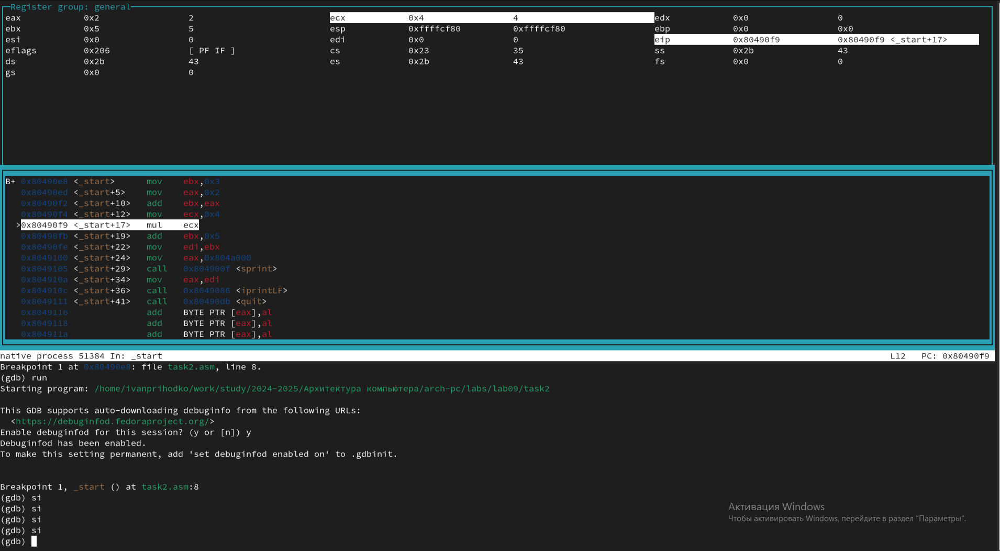 Register group: general
eax 0x2 2 ecx 0x4 4 edx 0x0 0
ebx 0x5 5 esp 0xffffcf80 0xffffcf80 ebp 0x0 0x0
esi 0x0 0 edi 0x0 0 eip 0x80490f9 0x80490f9 <_start+17>
eflags 0x206 [ PF IF ] cs 0x23 35 ss 0x2b 43
ds 0x2b 43 es 0x2b 43 fs 0x0 0
gs 0x0 0
B+ 0x80490e8 <_start> mov ebx,0x3
0x80490ed <_start+5> mov eax,0x2
0x80490f2 <_start+10> add ebx,eax
0x80490f4 <_start+12> mov ecx,0x4
>0x80490f9 <_start+17> mul ecx
0x80490fb <_start+19> add ebx,0x5
0x80490fe <_start+22> mov edi,ebx
0x8049100 <_start+24> mov eax,0x804a000
0x8049105 <_start+29> call 0x804900f <sprint>
0x804910a <_start+34> mov eax,edi
0x804910c <_start+36> call 0x8049086 <iprintLF>
0x8049111 <_start+41> call 0x80490db <quit>
0x8049116 add BYTE PTR [eax],al
0x8049118 add BYTE PTR [eax],al
0x804911a add BYTE PTR [eax],al
native process 51384 In: _start L12 PC: 0x80490f9
Breakpoint 1 at 0x80490e8: file task2.asm, line 8.
(gdb) run
Starting program: /home/ivanprihodko/work/study/2024-2025/Архитектура компьютера/arch-pc/labs/lab09/task2
This GDB supports auto-downloading debuginfo from the following URLs:
<https://debuginfod.fedoraproject.org/>
Enable debuginfod for this session? (y or [n]) y
Debuginfod has been enabled.
To make this setting permanent, add 'set debuginfod enabled on' to .gdbinit.
Breakpoint 1, _start () at task2.asm:8
(gdb) si
(gdb) si
(gdb) si
(gdb) si
(gdb)
Активация Windows
Чтобы активировать Windows, перейдите в раздел "Параметры".